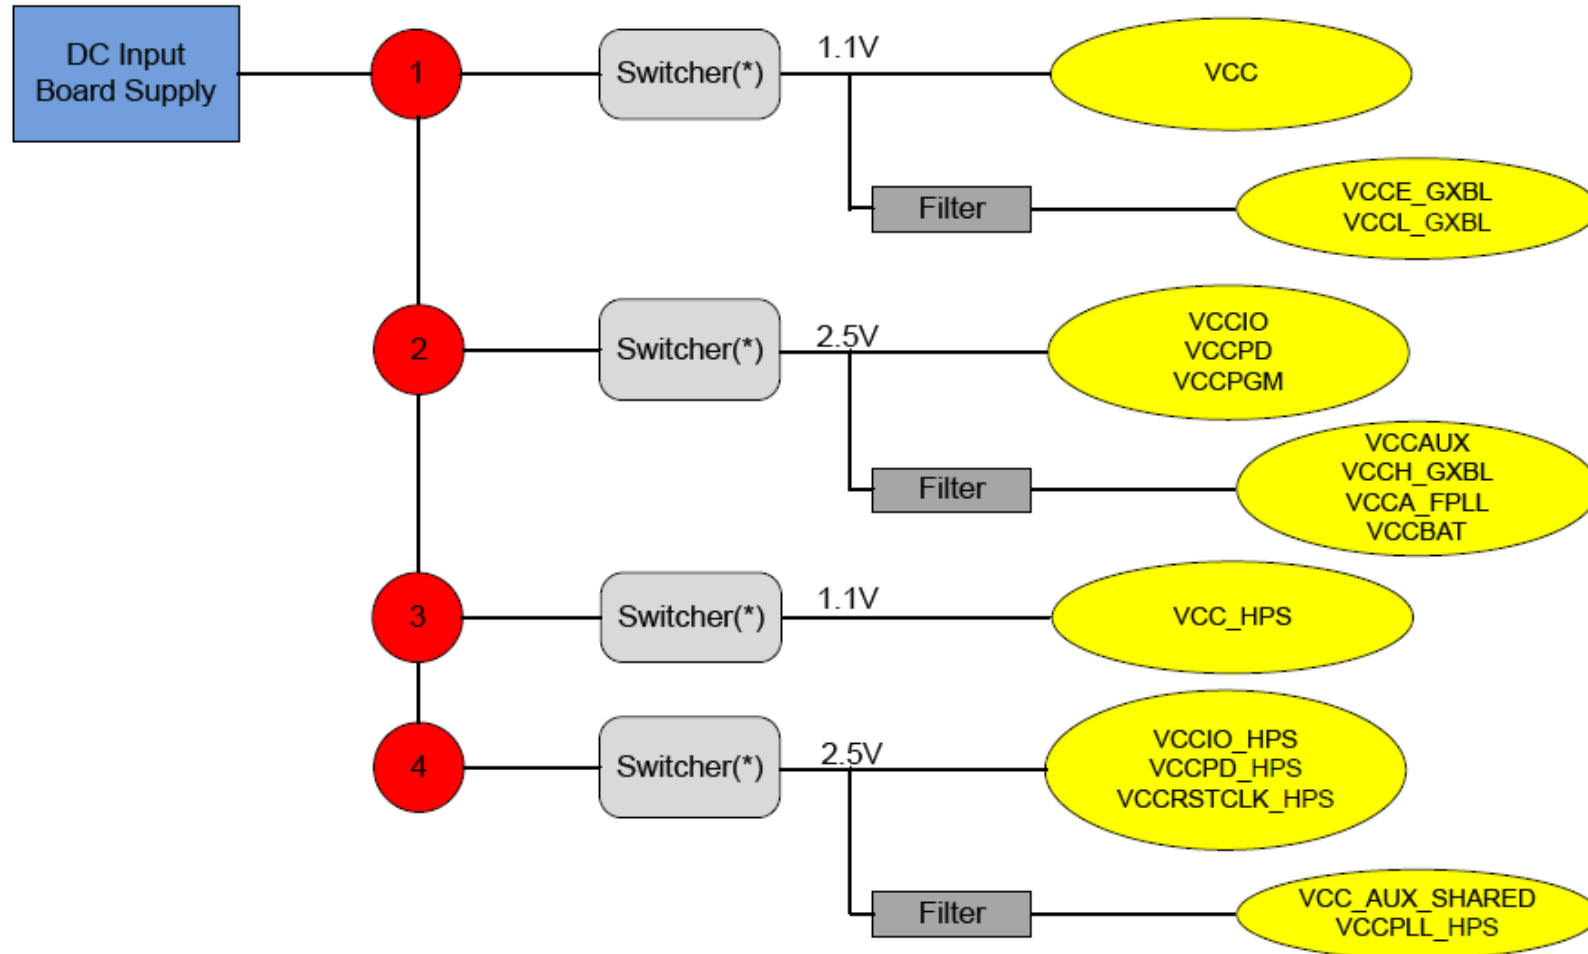 DC Input
Board Supply
1
Switcher(*)
1.1V
VCC
Filter
VCCE_GXBL
VCCL_GXBL
2
Switcher(*)
2.5V
VCCIO
VCCPD
VCCPGM
Filter
VCCAUX
VCCH_GXBL
VCCA_FPLL
VCCBAT
3
Switcher(*)
1.1V
VCC_HPS
4
Switcher(*)
2.5V
VCCIO_HPS
VCCPD_HPS
VCCRSTCLK_HPS
Filter
VCC_AUX_SHARED
VCCPLL_HPS